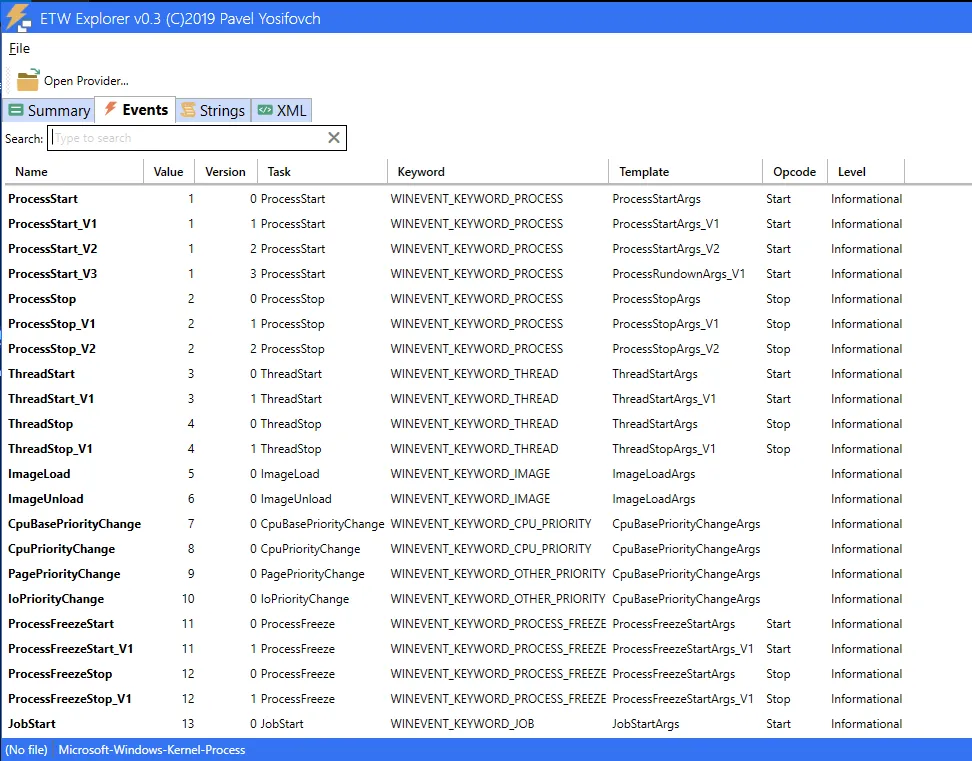 ETW Explorer v0.3 (C)2019 Pavel Yosifovch
File
Open Provider...
Summary Events Strings XML
Search: Type to search
Name Value Version Task Keyword Template Opcode Level
ProcessStart 1 0 ProcessStart WINEVENT_KEYWORD_PROCESS ProcessStartArgs Start Informational
ProcessStart_V1 1 1 ProcessStart WINEVENT_KEYWORD_PROCESS ProcessStartArgs_V1 Start Informational
ProcessStart_V2 1 2 ProcessStart WINEVENT_KEYWORD_PROCESS ProcessStartArgs_V2 Start Informational
ProcessStart_V3 1 3 ProcessStart WINEVENT_KEYWORD_PROCESS ProcessRundownArgs_V1 Start Informational
ProcessStop 2 0 ProcessStop WINEVENT_KEYWORD_PROCESS ProcessStopArgs Stop Informational
ProcessStop_V1 2 1 ProcessStop WINEVENT_KEYWORD_PROCESS ProcessStopArgs_V1 Stop Informational
ProcessStop_V2 2 2 ProcessStop WINEVENT_KEYWORD_PROCESS ProcessStopArgs_V2 Stop Informational
ThreadStart 3 0 ThreadStart WINEVENT_KEYWORD_THREAD ThreadStartArgs Start Informational
ThreadStart_V1 3 1 ThreadStart WINEVENT_KEYWORD_THREAD ThreadStartArgs_V1 Start Informational
ThreadStop 4 0 ThreadStop WINEVENT_KEYWORD_THREAD ThreadStartArgs Stop Informational
ThreadStop_V1 4 1 ThreadStop WINEVENT_KEYWORD_THREAD ThreadStopArgs_V1 Stop Informational
ImageLoad 5 0 ImageLoad WINEVENT_KEYWORD_IMAGE ImageLoadArgs Informational
ImageUnload 6 0 ImageUnload WINEVENT_KEYWORD_IMAGE ImageLoadArgs Informational
CpuBasePriorityChange 7 0 CpuBasePriorityChange WINEVENT_KEYWORD_CPU_PRIORITY CpuBasePriorityChangeArgs Informational
CpuPriorityChange 8 0 CpuPriorityChange WINEVENT_KEYWORD_CPU_PRIORITY CpuBasePriorityChangeArgs Informational
PagePriorityChange 9 0 PagePriorityChange WINEVENT_KEYWORD_OTHER_PRIORITY CpuBasePriorityChangeArgs Informational
IoPriorityChange 10 0 IoPriorityChange WINEVENT_KEYWORD_OTHER_PRIORITY CpuBasePriorityChangeArgs Informational
ProcessFreezeStart 11 0 ProcessFreeze WINEVENT_KEYWORD_PROCESS_FREEZE ProcessFreezeStartArgs Start Informational
ProcessFreezeStart_V1 11 1 ProcessFreeze WINEVENT_KEYWORD_PROCESS_FREEZE ProcessFreezeStartArgs_V1 Start Informational
ProcessFreezeStop 12 0 ProcessFreeze WINEVENT_KEYWORD_PROCESS_FREEZE ProcessFreezeStartArgs Stop Informational
ProcessFreezeStop_V1 12 1 ProcessFreeze WINEVENT_KEYWORD_PROCESS_FREEZE ProcessFreezeStartArgs_V1 Stop Informational
JobStart 13 0 JobStart WINEVENT_KEYWORD_JOB JobStartArgs Start Informational
(No file) Microsoft-Windows-Kernel-Process